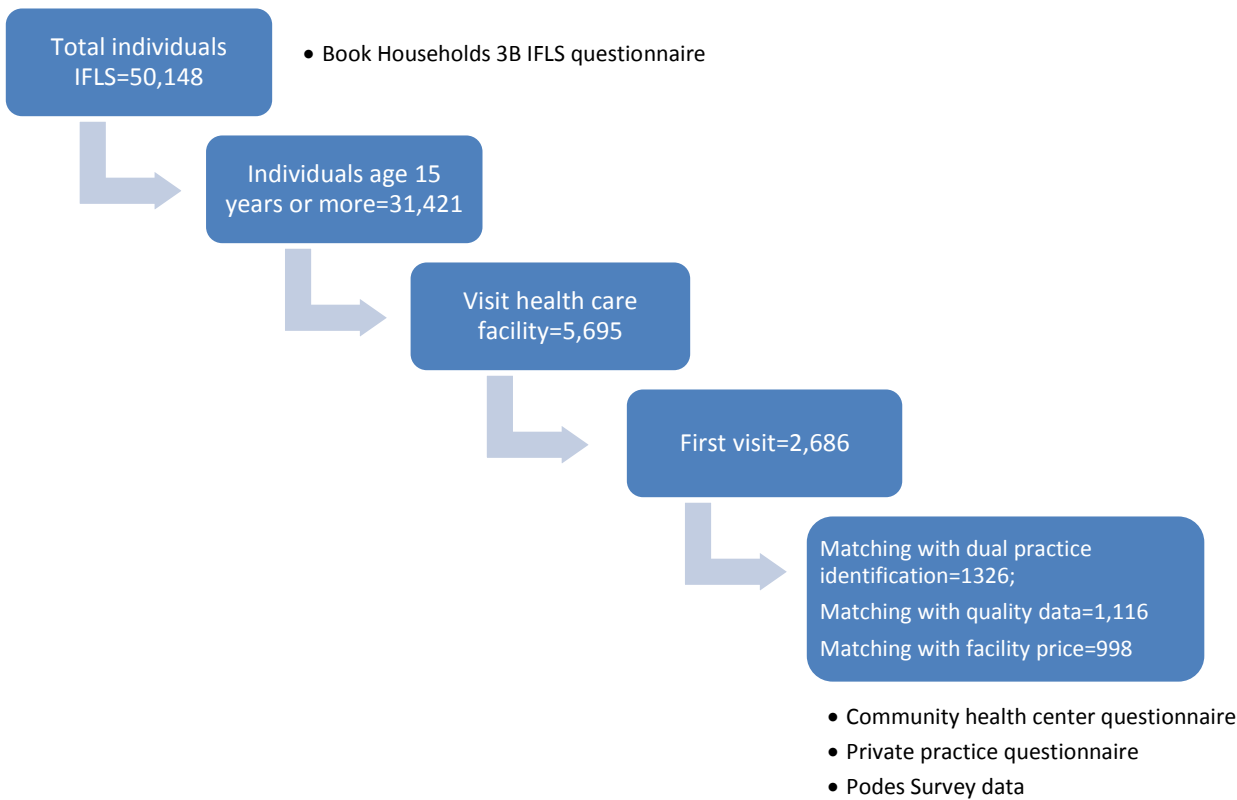 Total individuals
IFLS=50,148
• Book Households 3B IFLS questionnaire
Individuals age 15
years or more=31,421
Visit health care
facility=5,695
First visit=2,686
Matching with dual practice
identification=1326;
Matching with quality data=1,116
Matching with facility price=998
• Community health center questionnaire
• Private practice questionnaire
• Podes Survey data